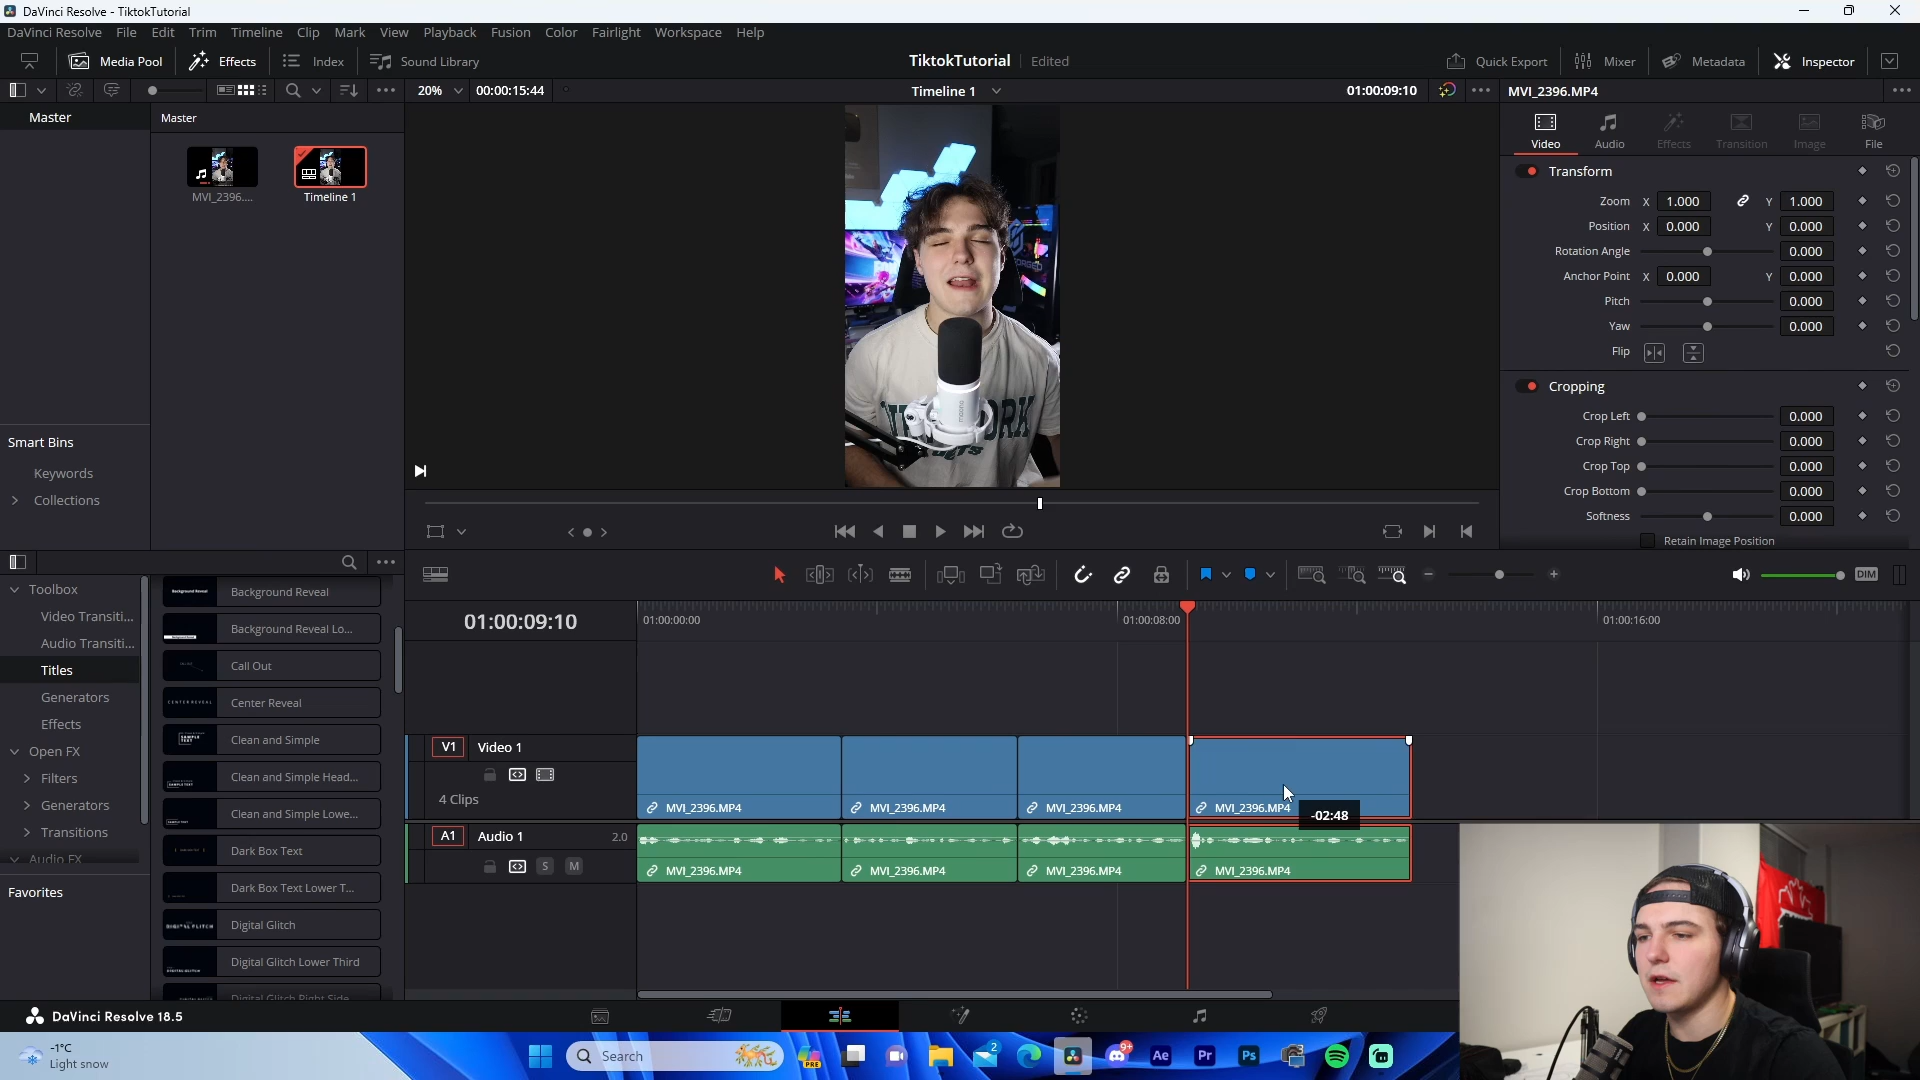 DaVinci Resolve - TiktokTutorial
DaVinci Resolve File Edit Trim Timeline Clip Mark View Playback Fusion Color Fairlight Workspace Help
Media Pool Effects Index Sound Library TiktokTutorial Edited Quick Export Mixer Metadata Inspector
20% 00:00:15:44 Timeline 1 01:00:09:10 MVI_2396.MP4
Master
Master
MVI_2396....
Timeline 1
Smart Bins
Keywords
Collections
Video Audio Effects Transition Image File
Transform
Zoom X 1.000 Y 1.000
Position X 0.000 Y 0.000
Rotation Angle 0.000
Anchor Point X 0.000 Y 0.000
Pitch 0.000
Yaw 0.000
Flip
Cropping
Crop Left 0.000
Crop Right 0.000
Crop Top 0.000
Crop Bottom 0.000
Softness 0.000
Retain Image Position
Toolbox
Video Transiti...
Audio Transiti...
Titles
Generators
Effects
Open FX
Filters
Generators
Transitions
Audio FX
Favorites
Background Reveal
Background Reveal Lo...
Call Out
Center Reveal
Clean and Simple
Clean and Simple Head...
Clean and Simple Lowe...
Dark Box Text
Dark Box Text Lower T...
Digital Glitch
Digital Glitch Lower Third
Digital Glitch Right Side
DIM
01:00:09:10
01:00:00:00 01:00:08:00 01:00:16:00
V1 Video 1
4 Clips
MVI_2396.MP4 MVI_2396.MP4 MVI_2396.MP4 MVI_2396.MP4
-02:48
A1 Audio 1 2.0
S M
MVI_2396.MP4 MVI_2396.MP4 MVI_2396.MP4 MVI_2396.MP4
DaVinci Resolve 18.5
-1°C
Light snow
Search
PRE
2
9+
Ae
Pr
Ps